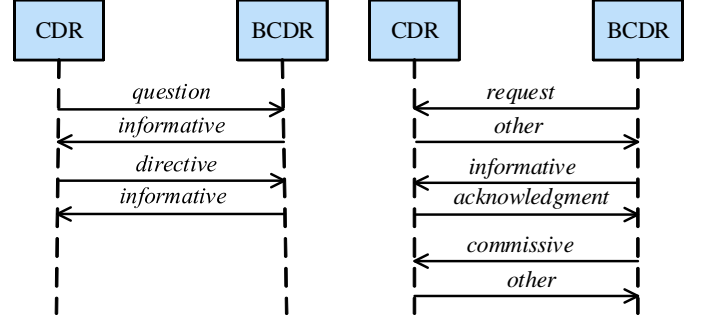 CDR BCDR CDR BCDR
question
informative
directive
informative
request
other
informative
acknowledgment
commissive
other